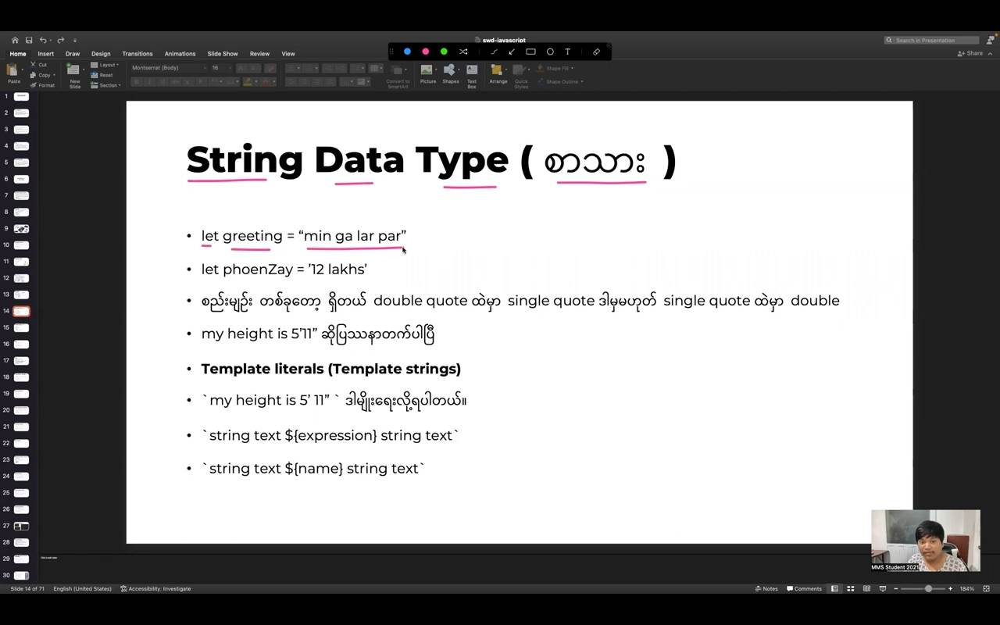 swd-javascript
Search in Presentation
Home Insert Draw Design Transitions Animations Slide Show Review View
Share
Paste
Cut
Copy
Format
New Slide
Layout
Reset
Section
Montserrat (Body) 16
Convert to SmartArt
Picture
Shapes
Text Box
Arrange
Quick Styles
Shape Fill
Shape Outline
1
2
3
4
5
6
7
8
9
10
11
12
13
14
15
16
17
18
19
20
21
22
23
24
25
26
27
28
29
30
String Data Type ( စာသား )
• let greeting = “min ga lar par”
• let phoenZay = ’12 lakhs’
• စည်းမျဉ်း တစ်ခုတော့ ရှိတယ် double quote ထဲမှာ single quote ဒါမှမဟုတ် single quote ထဲမှာ double
• my height is 5’11” ဆိုပြဿနာတက်ပါပြီ
• Template literals (Template strings)
• `my height is 5’ 11” ` ဒါမျိုးရေးလို့ရပါတယ်။
• `string text ${expression} string text`
• `string text ${name} string text`
MMS Student 2021
Click to add notes
Slide 14 of 71 English (United States) Accessibility: Investigate
Notes Comments 184%